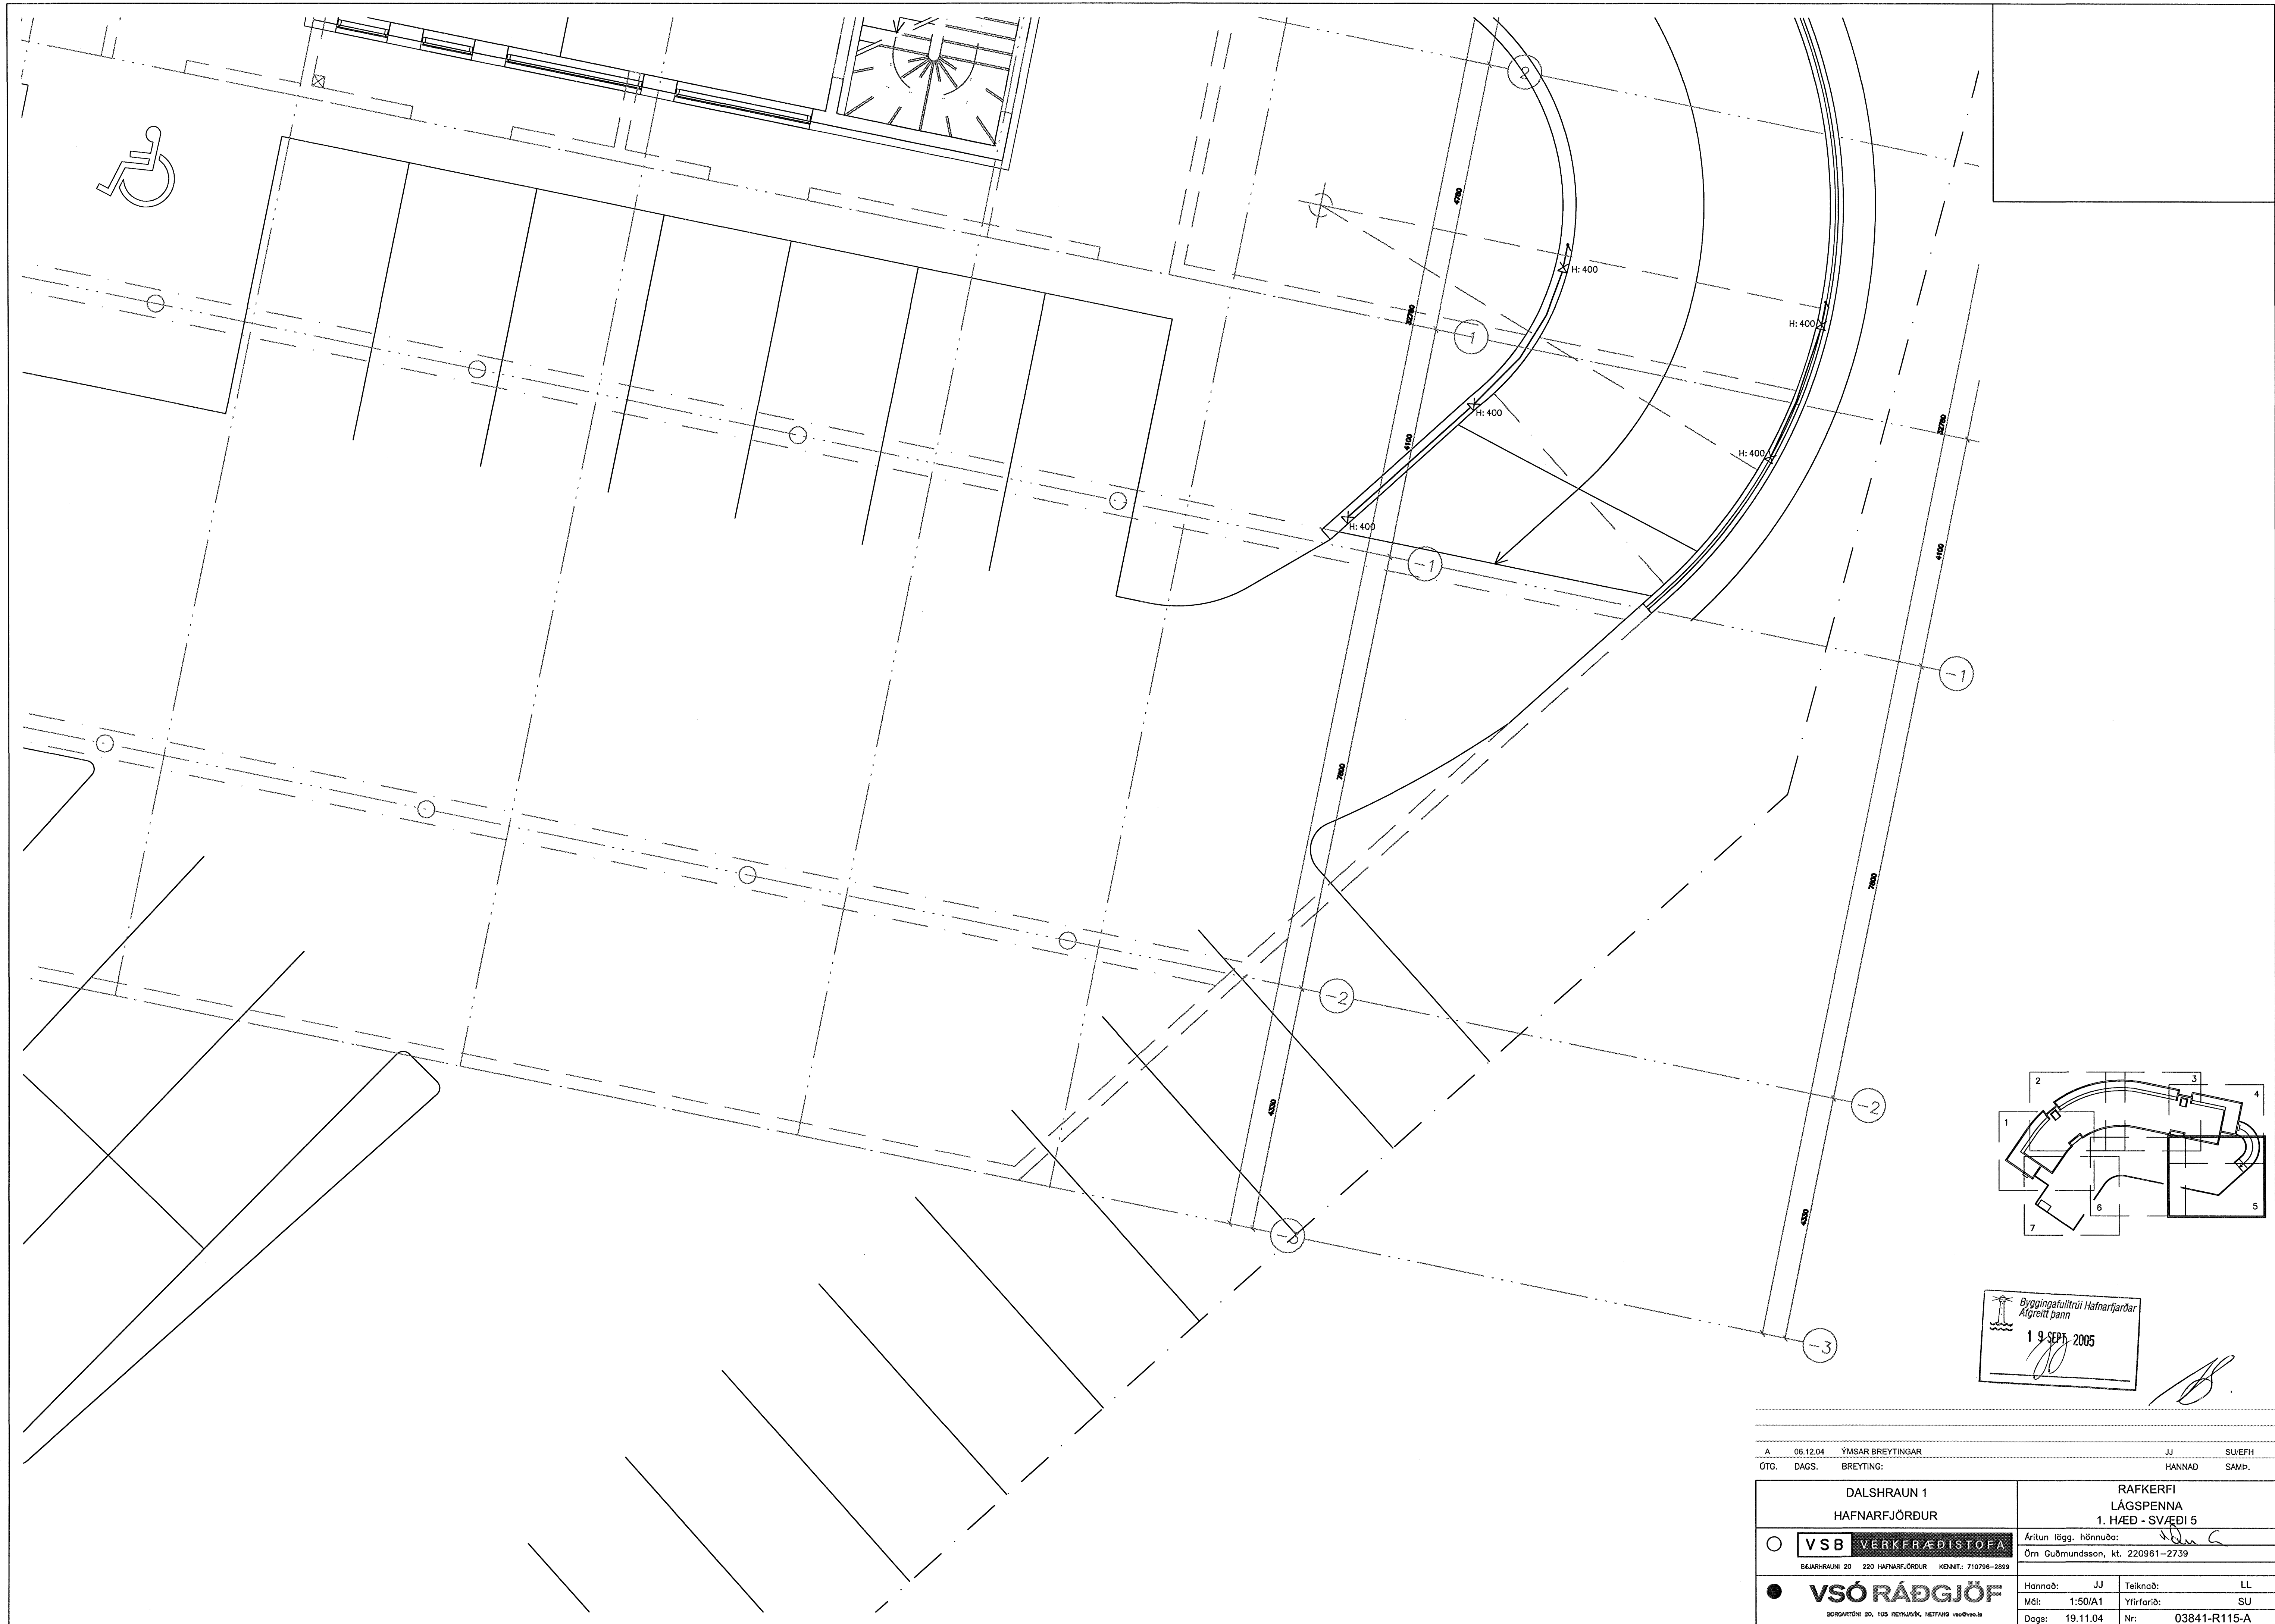 2
4780
H: 400
H: 400
32780
1
32780
H: 400
4100
H: 400
H: 400
-1
4100
-1
7800
7800
-2
-2
4330
4330
-3
-3
2
3
4
1
5
6
7
Byggingafulltrúi Hafnarfjarðar
Afgreitt þann
19 SEPT. 2005
A 06.12.04 ÝMSAR BREYTINGAR JJ SU/EFH
ÚTG. DAGS. BREYTING: HANNAÐ SAMÞ.
DALSHRAUN 1
HAFNARFJÖRÐUR
RAFKERFI
LÁGSPENNA
1. HÆÐ - SVÆÐI 5
VSB VERKFRÆÐISTOFA
BÆJARHRAUNI 20 220 HAFNARFJÖRÐUR KENNIT.: 710796-2899
Áritun lögg. hönnuða:
Örn Guðmundsson, kt. 220961-2739
VSÓ RÁÐGJÖF
BORGARTÚNI 20, 105 REYKJAVÍK, NETFANG vso@vso.is
Hannað: JJ Teiknað: LL
Mál: 1:50/A1 Yfirfarið: SU
Dags: 19.11.04 Nr: 03841-R115-A